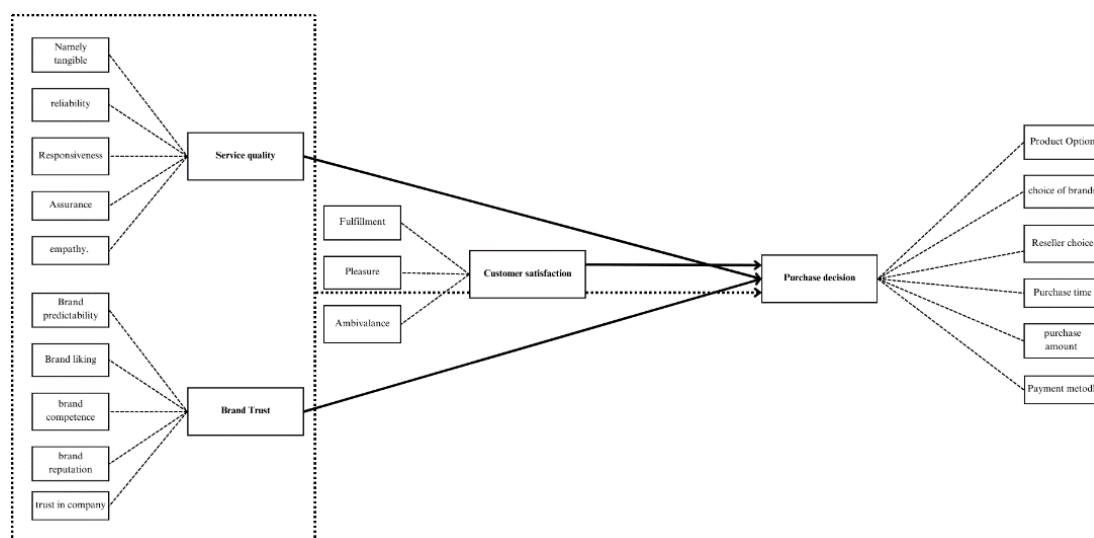 Namely
tangible
reliability
Responsiveness
Assurance
empathy.
Service quality
Brand
predictability
Brand liking
brand
competence
brand
reputation
trust in company
Brand Trust
Fulfillment
Pleasure
Ambivalance
Customer satisfaction
Purchase decision
Product Option
choice of brands
Reseller choice
Purchase time
purchase
amount
Payment metod